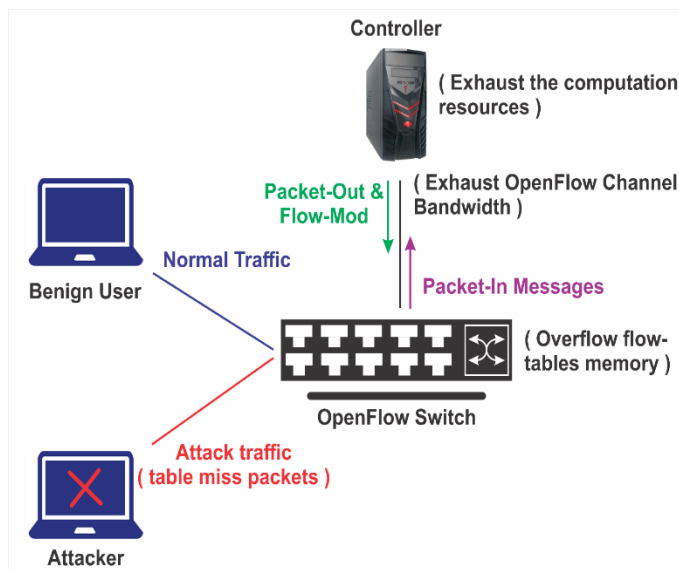 Controller
( Exhaust the computation
resources )
Packet-Out &
Flow-Mod
( Exhaust OpenFlow Channel
Bandwidth )
Normal Traffic
Packet-In Messages
Benign User
( Overflow flow-
tables memory )
OpenFlow Switch
Attack traffic
( table miss packets )
Attacker